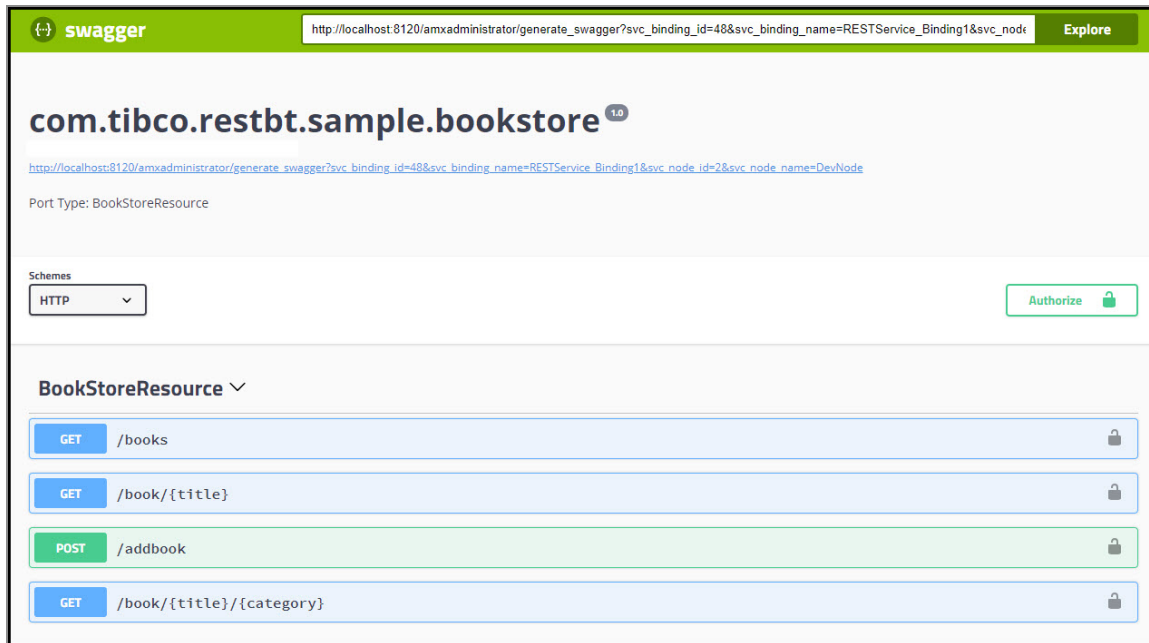 {··} swagger
http://localhost:8120/amxadministrator/generate_swagger?svc_binding_id=48&svc_binding_name=RESTService_Binding1&svc_node
Explore
com.tibco.restbt.sample.bookstore 1.0
http://localhost:8120/amxadministrator/generate_swagger?svc_binding_id=48&svc_binding_name=RESTService_Binding1&svc_node_id=2&svc_node_name=DevNode
Port Type: BookStoreResource
Schemes
HTTP
Authorize
BookStoreResource
GET /books
GET /book/{title}
POST /addbook
GET /book/{title}/{category}